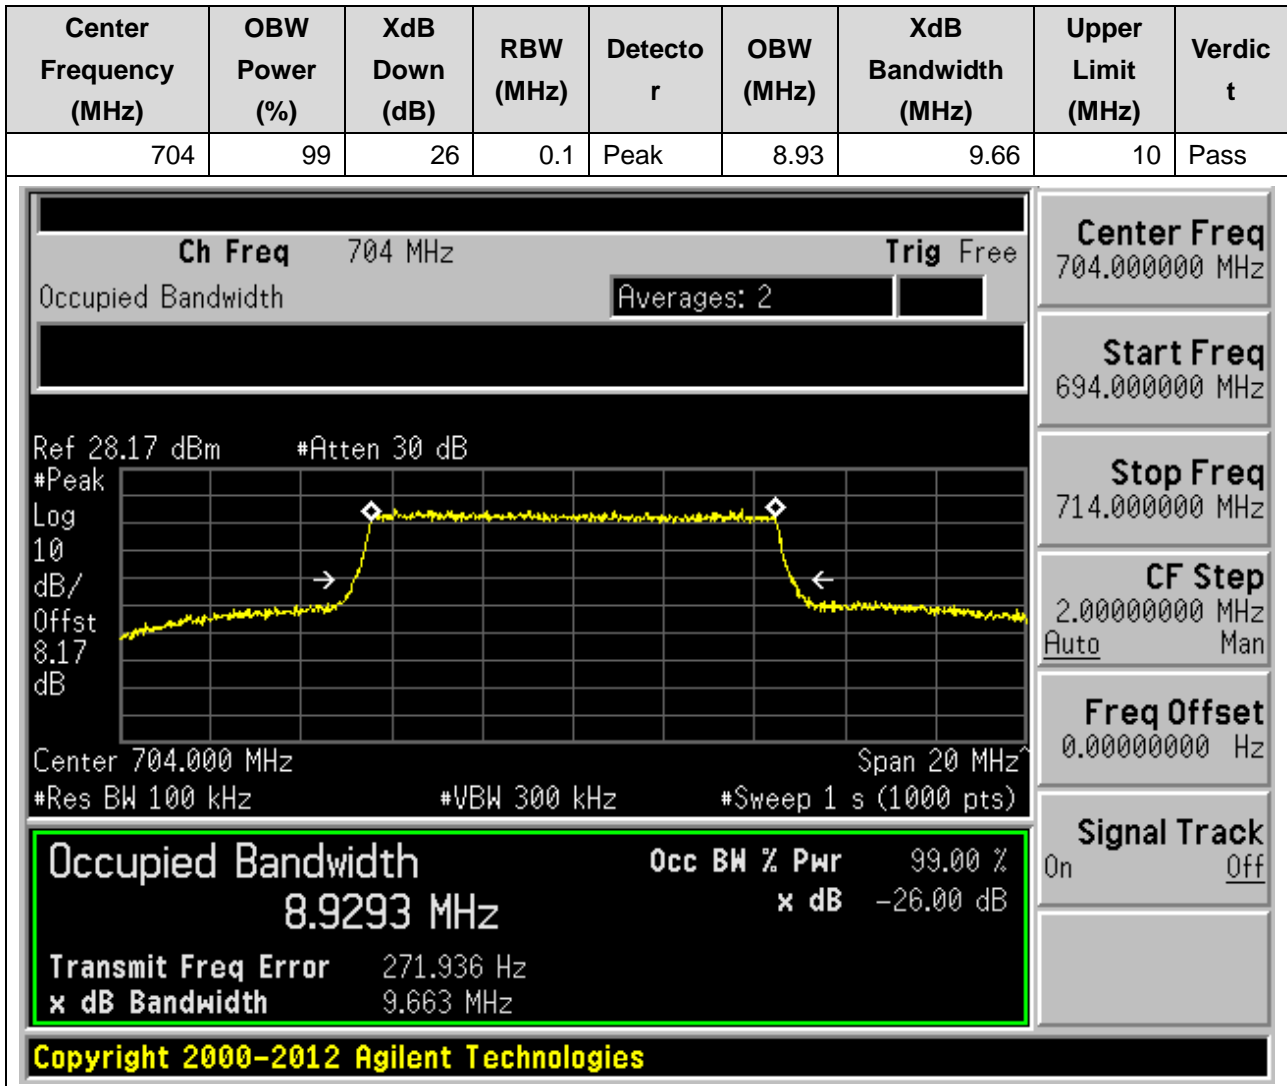 Center Frequency (MHz) OBW Power (%) XdB Down (dB) RBW (MHz) Detecto r OBW (MHz) XdB Bandwidth (MHz) Upper Limit (MHz) Verdic t
704 99 26 0.1 Peak 8.93 9.66 10 Pass
Ch Freq 704 MHz Trig Free
Occupied Bandwidth Averages: 2
Ref 28.17 dBm #Atten 30 dB
#Peak
Log
10
dB/
Offst
8.17
dB
Center 704.000 MHz Span 20 MHz^
#Res BW 100 kHz #VBW 300 kHz #Sweep 1 s (1000 pts)
Occupied Bandwidth Occ BW % Pwr 99.00 %
8.9293 MHz x dB -26.00 dB
Transmit Freq Error 271.936 Hz
x dB Bandwidth 9.663 MHz
Copyright 2000-2012 Agilent Technologies
Center Freq
704.000000 MHz
Start Freq
694.000000 MHz
Stop Freq
714.000000 MHz
CF Step
2.00000000 MHz
Auto Man
Freq Offset
0.00000000 Hz
Signal Track
On Off